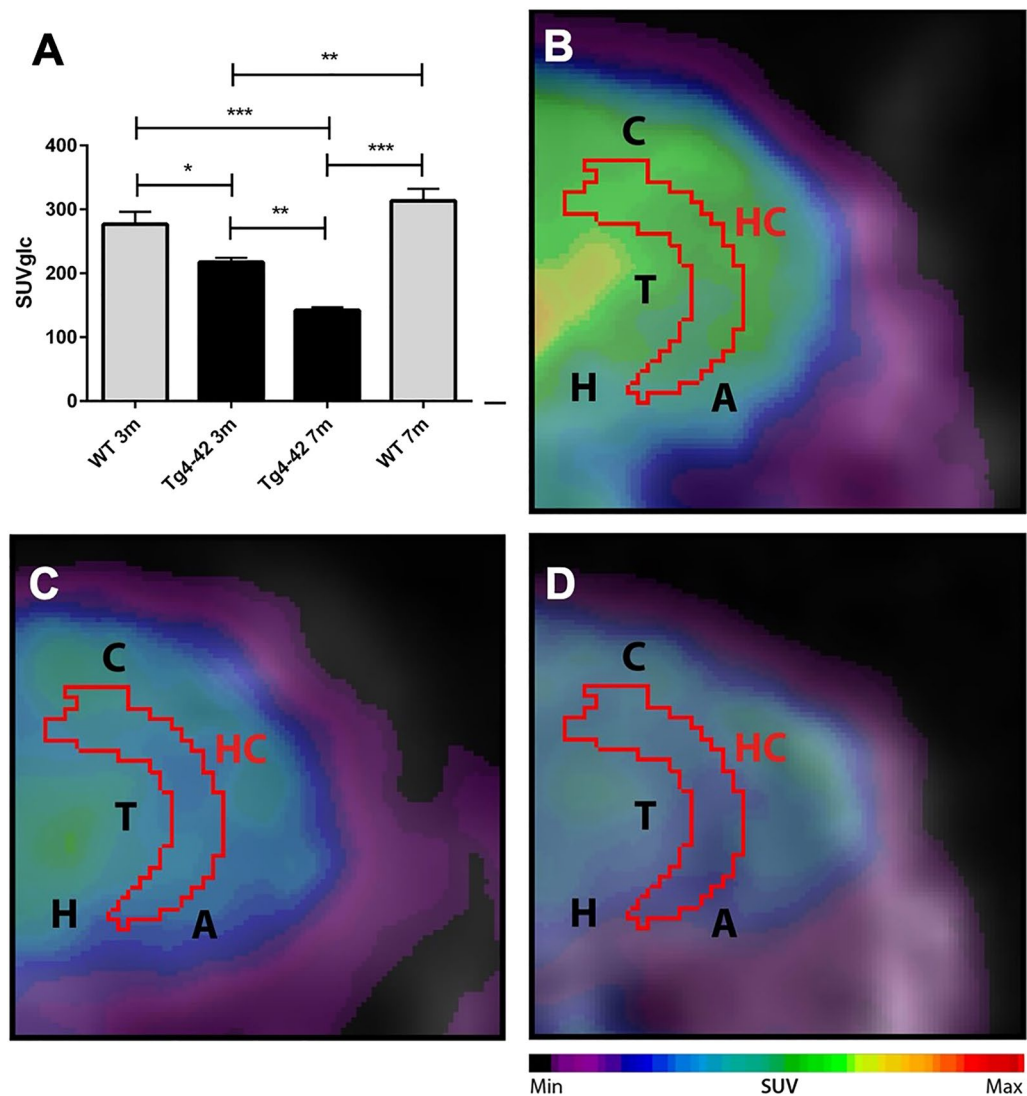 A
**
***
*
***
**
SUVglc
400
300
200
100
0
WT 3m
Tg4-42 3m
Tg4-42 7m
WT 7m
B
C
HC
T
H
A
C
C
HC
T
H
A
D
C
HC
T
H
A
Min
SUV
Max